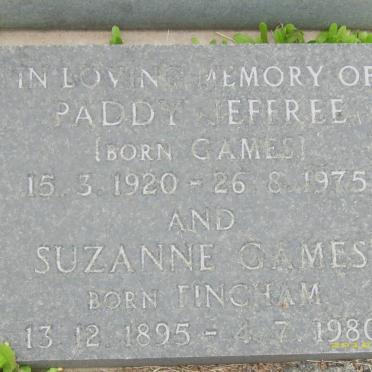 IN LOVING MEMORY OF
PADDY JEFFREE
[BORN GAMES]
15. 3. 1920 - 26. 8. 1975
AND
SUZANNE GAMES
BORN FINCHAM
13. 12. 1895 - 4. 7. 1980